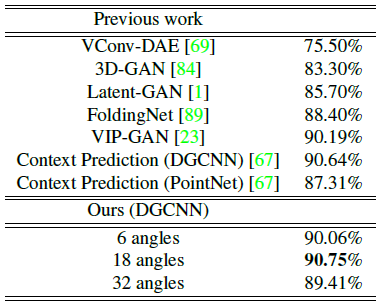 Previous work
VConv-DAE [69] 75.50%
3D-GAN [84] 83.30%
Latent-GAN [1] 85.70%
FoldingNet [89] 88.40%
VIP-GAN [23] 90.19%
Context Prediction (DGCNN) [67] 90.64%
Context Prediction (PointNet) [67] 87.31%
Ours (DGCNN)
6 angles 90.06%
18 angles 90.75%
32 angles 89.41%